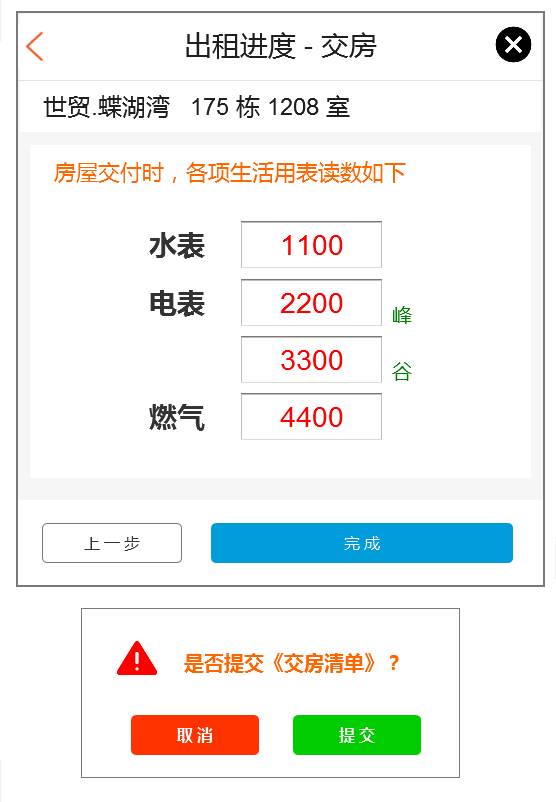 出租进度 - 交房
世贸.蝶湖湾 175 栋 1208 室
房屋交付时，各项生活用表读数如下
水表 1100
电表 2200 峰
3300 谷
燃气 4400
上一步 完成
是否提交《交房清单》？
取消 提交